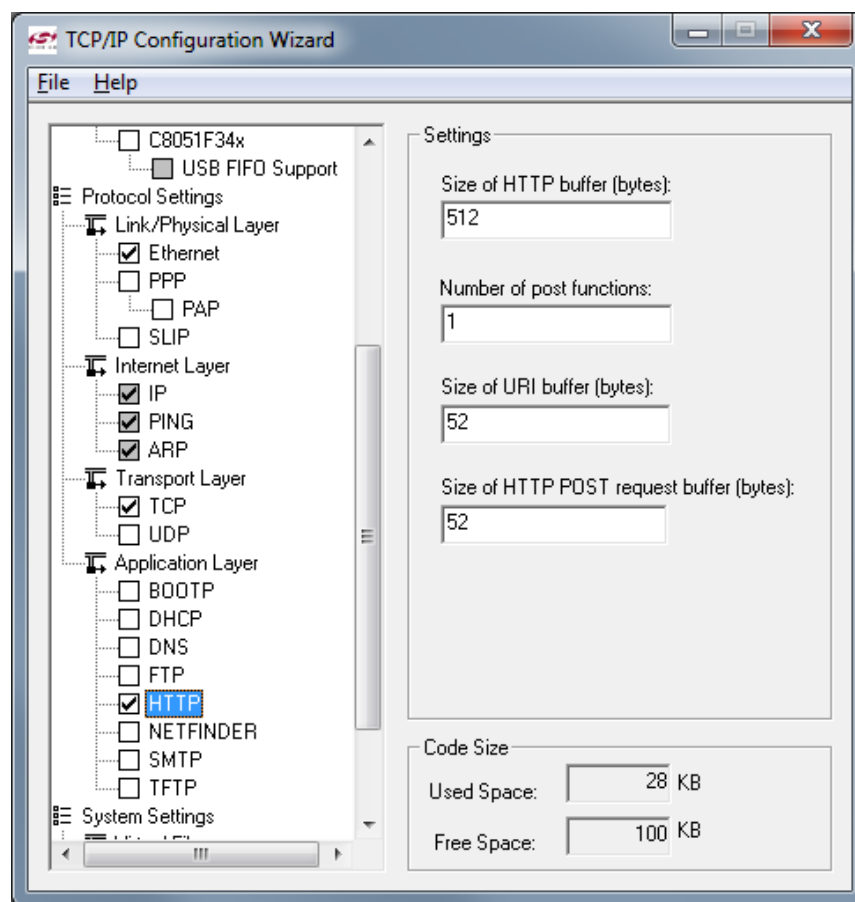 TCP/IP Configuration Wizard
File Help
C8051F34x
USB FIFO Support
Protocol Settings
Link/Physical Layer
Ethernet
PPP
PAP
SLIP
Internet Layer
IP
PING
ARP
Transport Layer
TCP
UDP
Application Layer
BOOTP
DHCP
DNS
FTP
HTTP
NETFINDER
SMTP
TFTP
System Settings
Settings
Size of HTTP buffer (bytes):
512
Number of post functions:
1
Size of URI buffer (bytes):
52
Size of HTTP POST request buffer (bytes):
52
Code Size
Used Space: 28 KB
Free Space: 100 KB